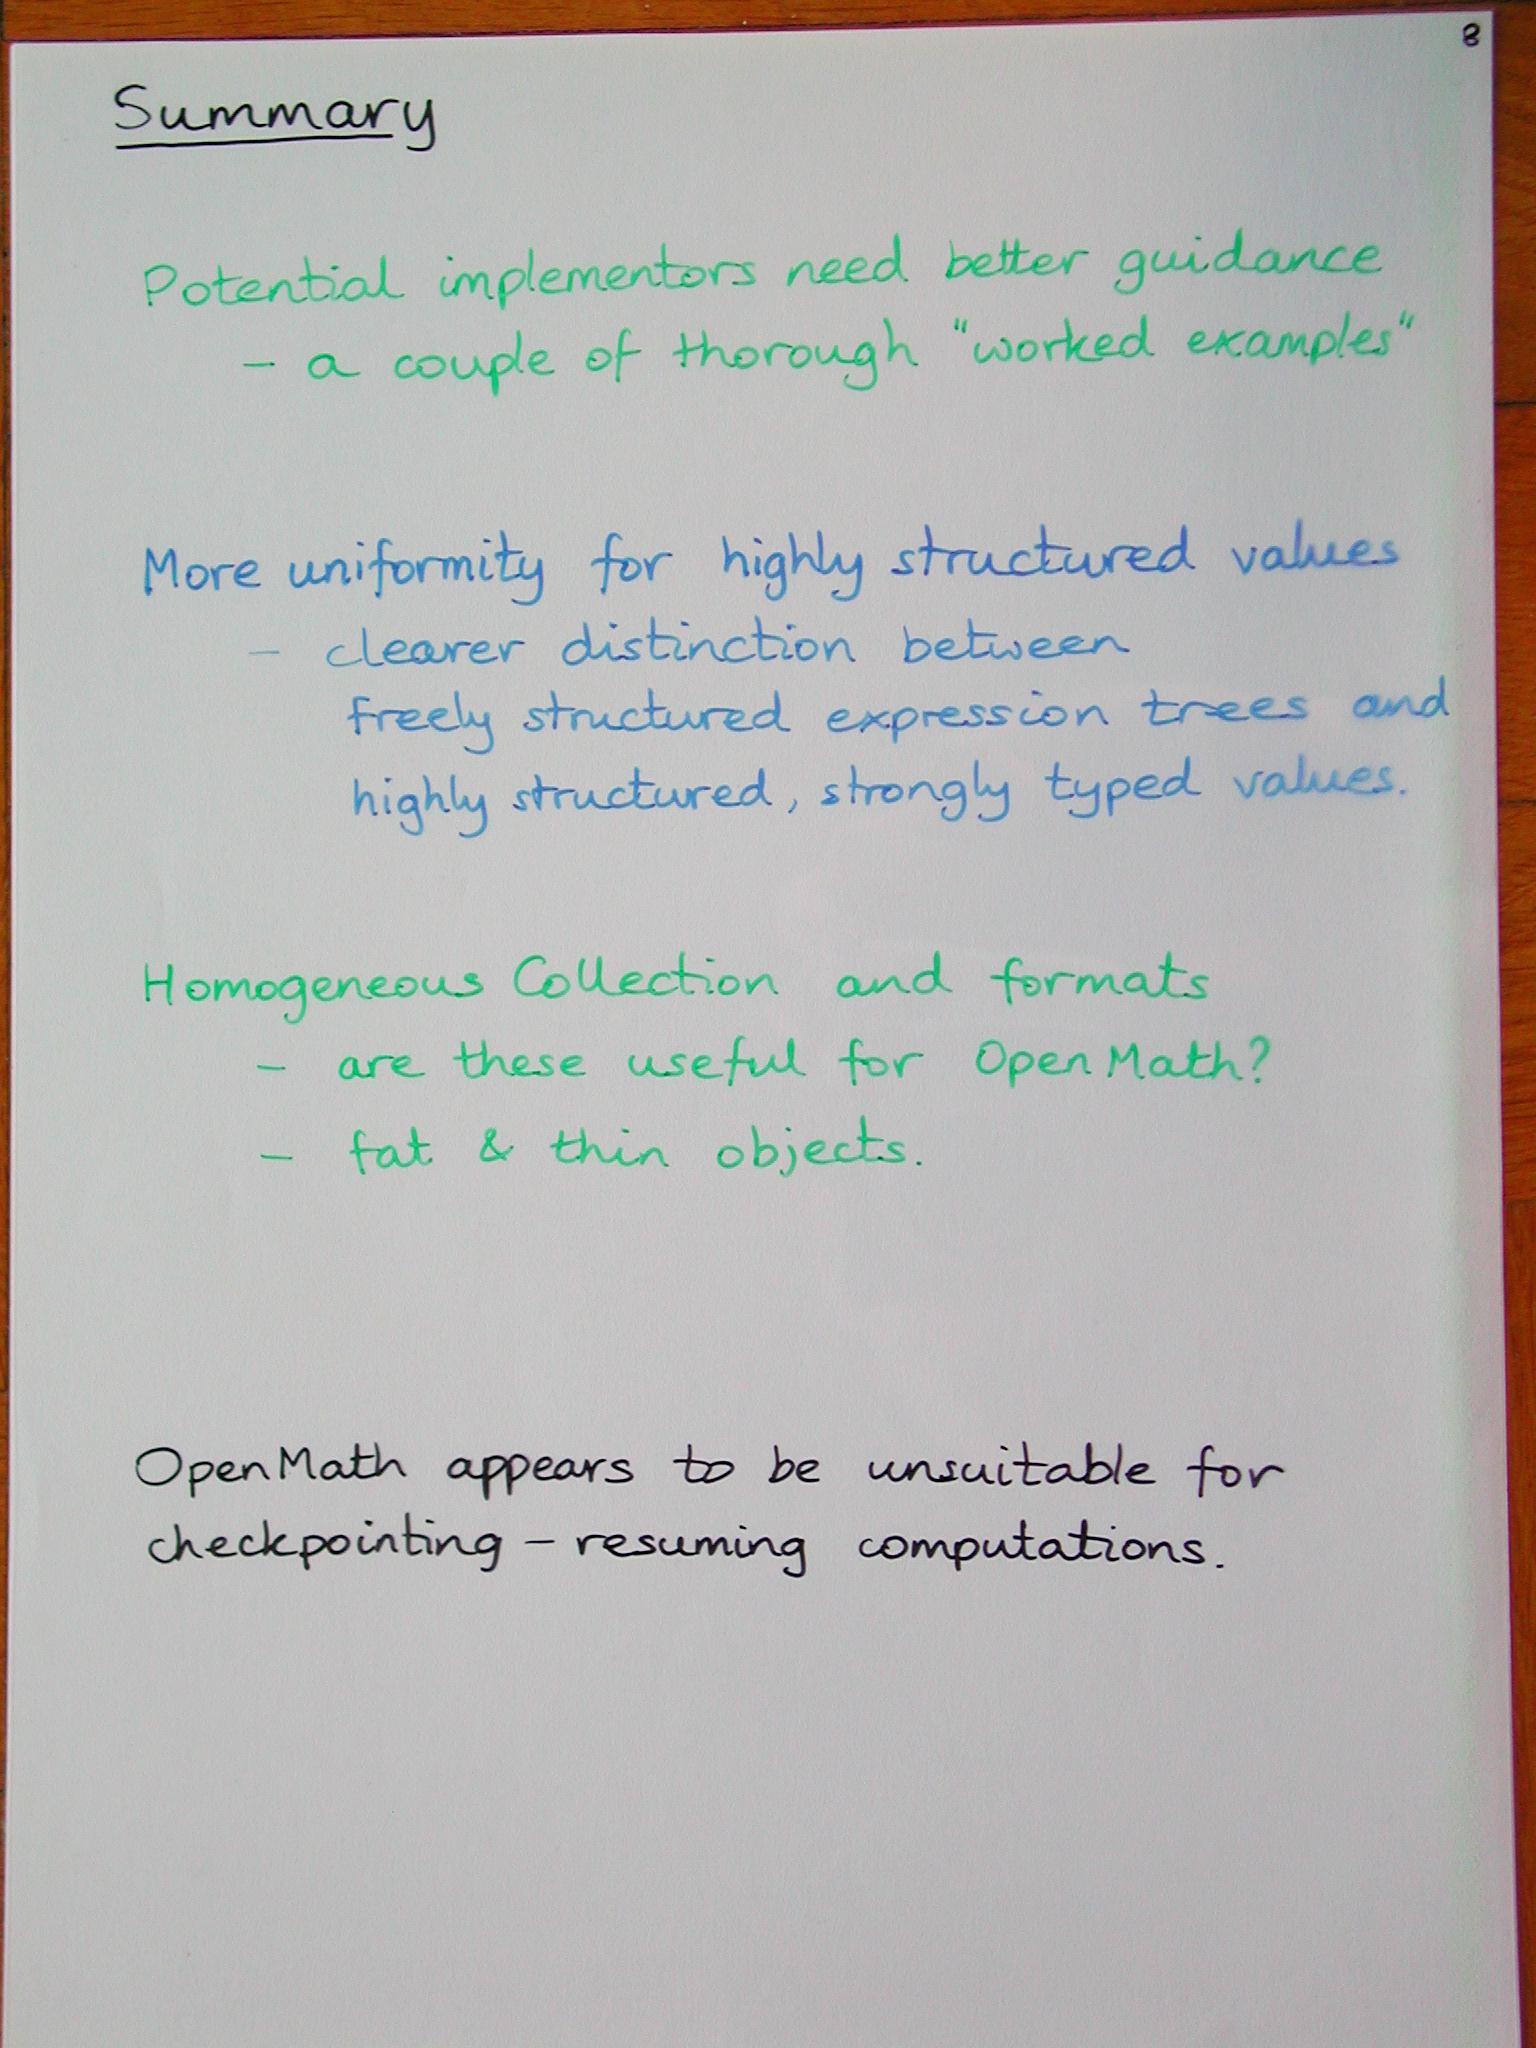 8
Summary
Potential implementors need better guidance
- a couple of thorough "worked examples"
More uniformity for highly structured values
- clearer distinction between
freely structured expression trees and
highly structured, strongly typed values.
Homogeneous Collection and formats
- are these useful for OpenMath?
- fat & thin objects.
OpenMath appears to be unsuitable for
checkpointing - resuming computations.